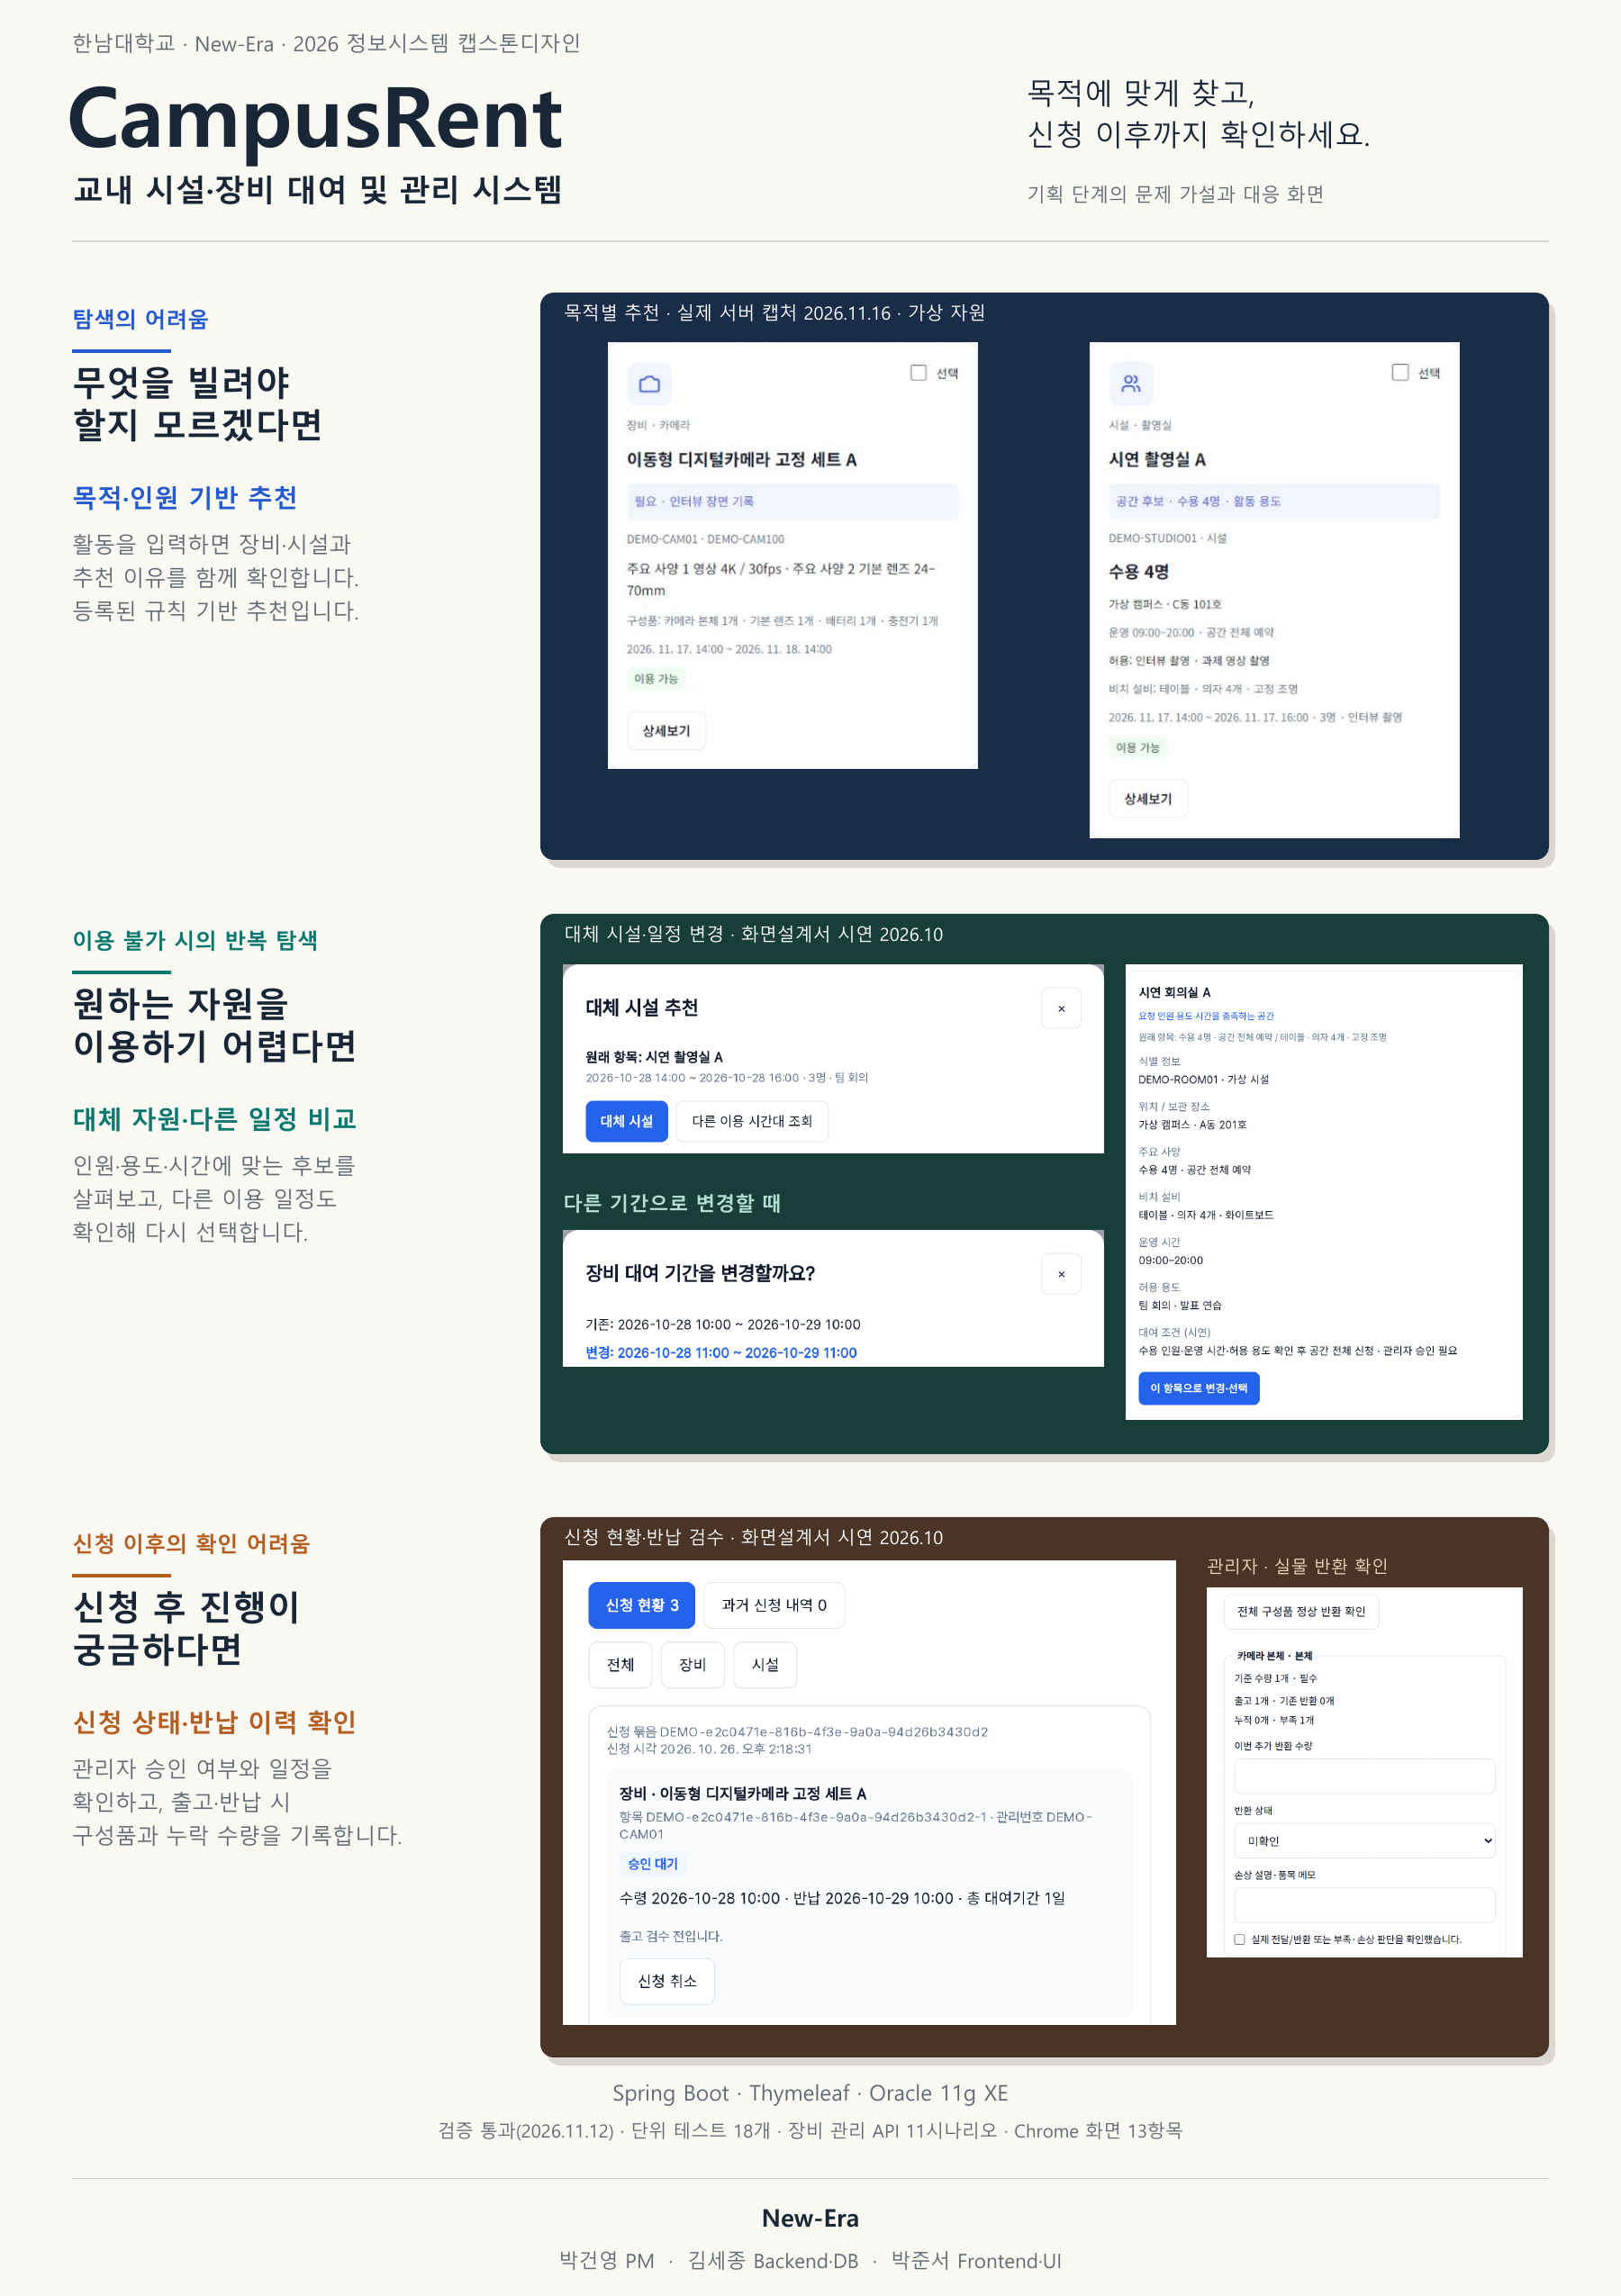 한남대학교 · New-Era · 2026 정보시스템 캡스톤디자인
CampusRent
교내 시설·장비 대여 및 관리 시스템
목적에 맞게 찾고,
신청 이후까지 확인하세요.
기획 단계의 문제 가설과 대응 화면
탐색의 어려움
무엇을 빌려야
할지 모르겠다면
목적·인원 기반 추천
활동을 입력하면 장비·시설과
추천 이유를 함께 확인합니다.
등록된 규칙 기반 추천입니다.
목적별 추천 · 실제 서버 캡처 2026.11.16 · 가상 자원
선택
장비 · 카메라
이동형 디지털카메라 고정 세트 A
필요 · 인터뷰 장면 기록
DEMO-CAM01 · DEMO-CAM100
주요 사양 1 영상 4K / 30fps · 주요 사양 2 기본 렌즈 24–
70mm
구성품: 카메라 본체 1개 · 기본 렌즈 1개 · 배터리 1개 · 충전기 1개
2026. 11. 17. 14:00 ~ 2026. 11. 18. 14:00
이용 가능
상세보기
선택
시설 · 촬영실
시연 촬영실 A
공간 후보 · 수용 4명 · 활동 용도
DEMO-STUDIO01 · 시설
수용 4명
가상 캠퍼스 · C동 101호
운영 09:00–20:00 · 공간 전체 예약
허용: 인터뷰 촬영 · 과제 영상 촬영
비치 설비: 테이블 · 의자 4개 · 고정 조명
2026. 11. 17. 14:00 ~ 2026. 11. 17. 16:00 · 3명 · 인터뷰 촬영
이용 가능
상세보기
이용 불가 시의 반복 탐색
원하는 자원을
이용하기 어렵다면
대체 자원·다른 일정 비교
인원·용도·시간에 맞는 후보를
살펴보고, 다른 이용 일정도
확인해 다시 선택합니다.
대체 시설·일정 변경 · 화면설계서 시연 2026.10
대체 시설 추천
×
원래 항목: 시연 촬영실 A
2026-10-28 14:00 ~ 2026-10-28 16:00 · 3명 · 팀 회의
대체 시설
다른 이용 시간대 조회
다른 기간으로 변경할 때
장비 대여 기간을 변경할까요?
×
기존: 2026-10-28 10:00 ~ 2026-10-29 10:00
변경: 2026-10-28 11:00 ~ 2026-10-29 11:00
시연 회의실 A
요청 인원·용도·시간을 충족하는 공간
원래 항목: 수용 4명 · 공간 전체 예약 / 테이블 · 의자 4개 · 고정 조명
식별 정보
DEMO-ROOM01 · 가상 시설
위치 / 보관 장소
가상 캠퍼스 · A동 201호
주요 사양
수용 4명 · 공간 전체 예약
비치 설비
테이블 · 의자 4개 · 화이트보드
운영 시간
09:00–20:00
허용 용도
팀 회의 · 발표 연습
대여 조건 (시연)
수용 인원·운영 시간·허용 용도 확인 후 공간 전체 신청 · 관리자 승인 필요
이 항목으로 변경·선택
신청 이후의 확인 어려움
신청 후 진행이
궁금하다면
신청 상태·반납 이력 확인
관리자 승인 여부와 일정을
확인하고, 출고·반납 시
구성품과 누락 수량을 기록합니다.
신청 현황·반납 검수 · 화면설계서 시연 2026.10
신청 현황 3
과거 신청 내역 0
전체
장비
시설
신청 묶음 DEMO-e2c0471e-816b-4f3e-9a0a-94d26b3430d2
신청 시각 2026. 10. 26. 오후 2:18:31
장비 · 이동형 디지털카메라 고정 세트 A
항목 DEMO-e2c0471e-816b-4f3e-9a0a-94d26b3430d2-1 · 관리번호 DEMO-
CAM01
승인 대기
수령 2026-10-28 10:00 · 반납 2026-10-29 10:00 · 총 대여기간 1일
출고 검수 전입니다.
신청 취소
관리자 · 실물 반환 확인
전체 구성품 정상 반환 확인
카메라 본체 · 본체
기준 수량 1개 · 필수
출고 1개 · 기존 반환 0개
누적 0개 · 부족 1개
이번 추가 반환 수량
반환 상태
미확인
손상 설명·품목 메모
실제 전달/반환 또는 부족·손상 판단을 확인했습니다.
Spring Boot · Thymeleaf · Oracle 11g XE
검증 통과(2026.11.12) · 단위 테스트 18개 · 장비 관리 API 11시나리오 · Chrome 화면 13항목
New-Era
박건영 PM · 김세종 Backend·DB · 박준서 Frontend·UI